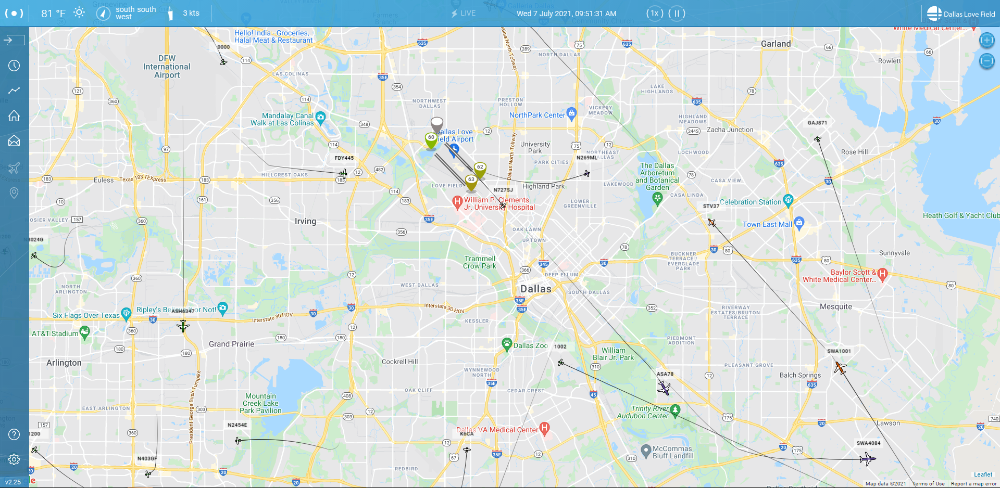 81 °F
south south
west
3 kts
LIVE
Wed 7 July 2021, 09:51:31 AM
1x
Dallas Love Field
Hello! India - Groceries,
Halal Meat & Restaurant
White Medical Center...
Garland
Rowlett
0000
DFW
International
Airport
LAS COLINAS
NORTH DALLAS
LAKE
HIGHLANDS
Dallas North Tollway
NORTHWEST
DALLAS
PRESTON
HOLLOW
VICKERY
MEADOW
NorthPark Center
HIGHLAND
MEADOWS
Zacha Junction
GAJ871
Mandalay Canal
Walk at Las Colinas
60
Dallas Love
Field Airport
University
Park
NORTHEAST
DALLAS
LOCHWOOD
Rose Hill
FDY445
N269ML
PARK CITIES
62
63
The Dallas
Arboretum
and Botanical
Garden
HILLCREST OAKS
Euless
Texas 183 TEXpress
LOVE FIELD
Highland Park
LAKEWOOD
CASA VIEW
CASA LINDA
N727SJ
William P. Clements
Jr. University Hospital
LOWER
GREENVILLE
STV37
Celebration Station
Heath Golf & Yacht Club
Town East Mall
MOSIER VALLEY
Irving
OAK LAWN
UPTOWN
N8024G
Trammell
Crow Park
BUCKNER
TERRACE /
EVERGLADE
PARK
Sunnyvale
Baylor Scott &
White Medical Center...
DEEP ELLUM
Dallas
WEST DALLAS
SOUTH DALLAS
NORTH
ARLINGTON
Six Flags Over Texas
Ripley's Believe It or Not!
ASH6347
Interstate 30 HOV
Interstate 30 HOV
KESSLER
RIVERWAY
ESTATES/BRUTON
TERRACE
Mesquite
AT&T Stadium
Grand Prairie
Dallas Zoo
1002
PIEDMONT
ADDITION
William
Blair Jr. Park
SWA1001
Arlington
Cockrell Hill
WYNNEWOOD
NORTH
PLEASANT GROVE
Balch Springs
ASA78
OAK CLIFF
CEDAR CREST
Mountain
Creek Lake
Park Pavilion
President George Bush Turnpike
EAST ARLINGTON
Trinity River
Audubon Center
Lawson
N2454E
1200
Dallas VA Medical Center
K6CA
McCommas
Bluff Landfill
SWA4084
N403GF
REDBIRD
v2.25
Leaflet
Map data ©2021
Terms of Use
Report a map error